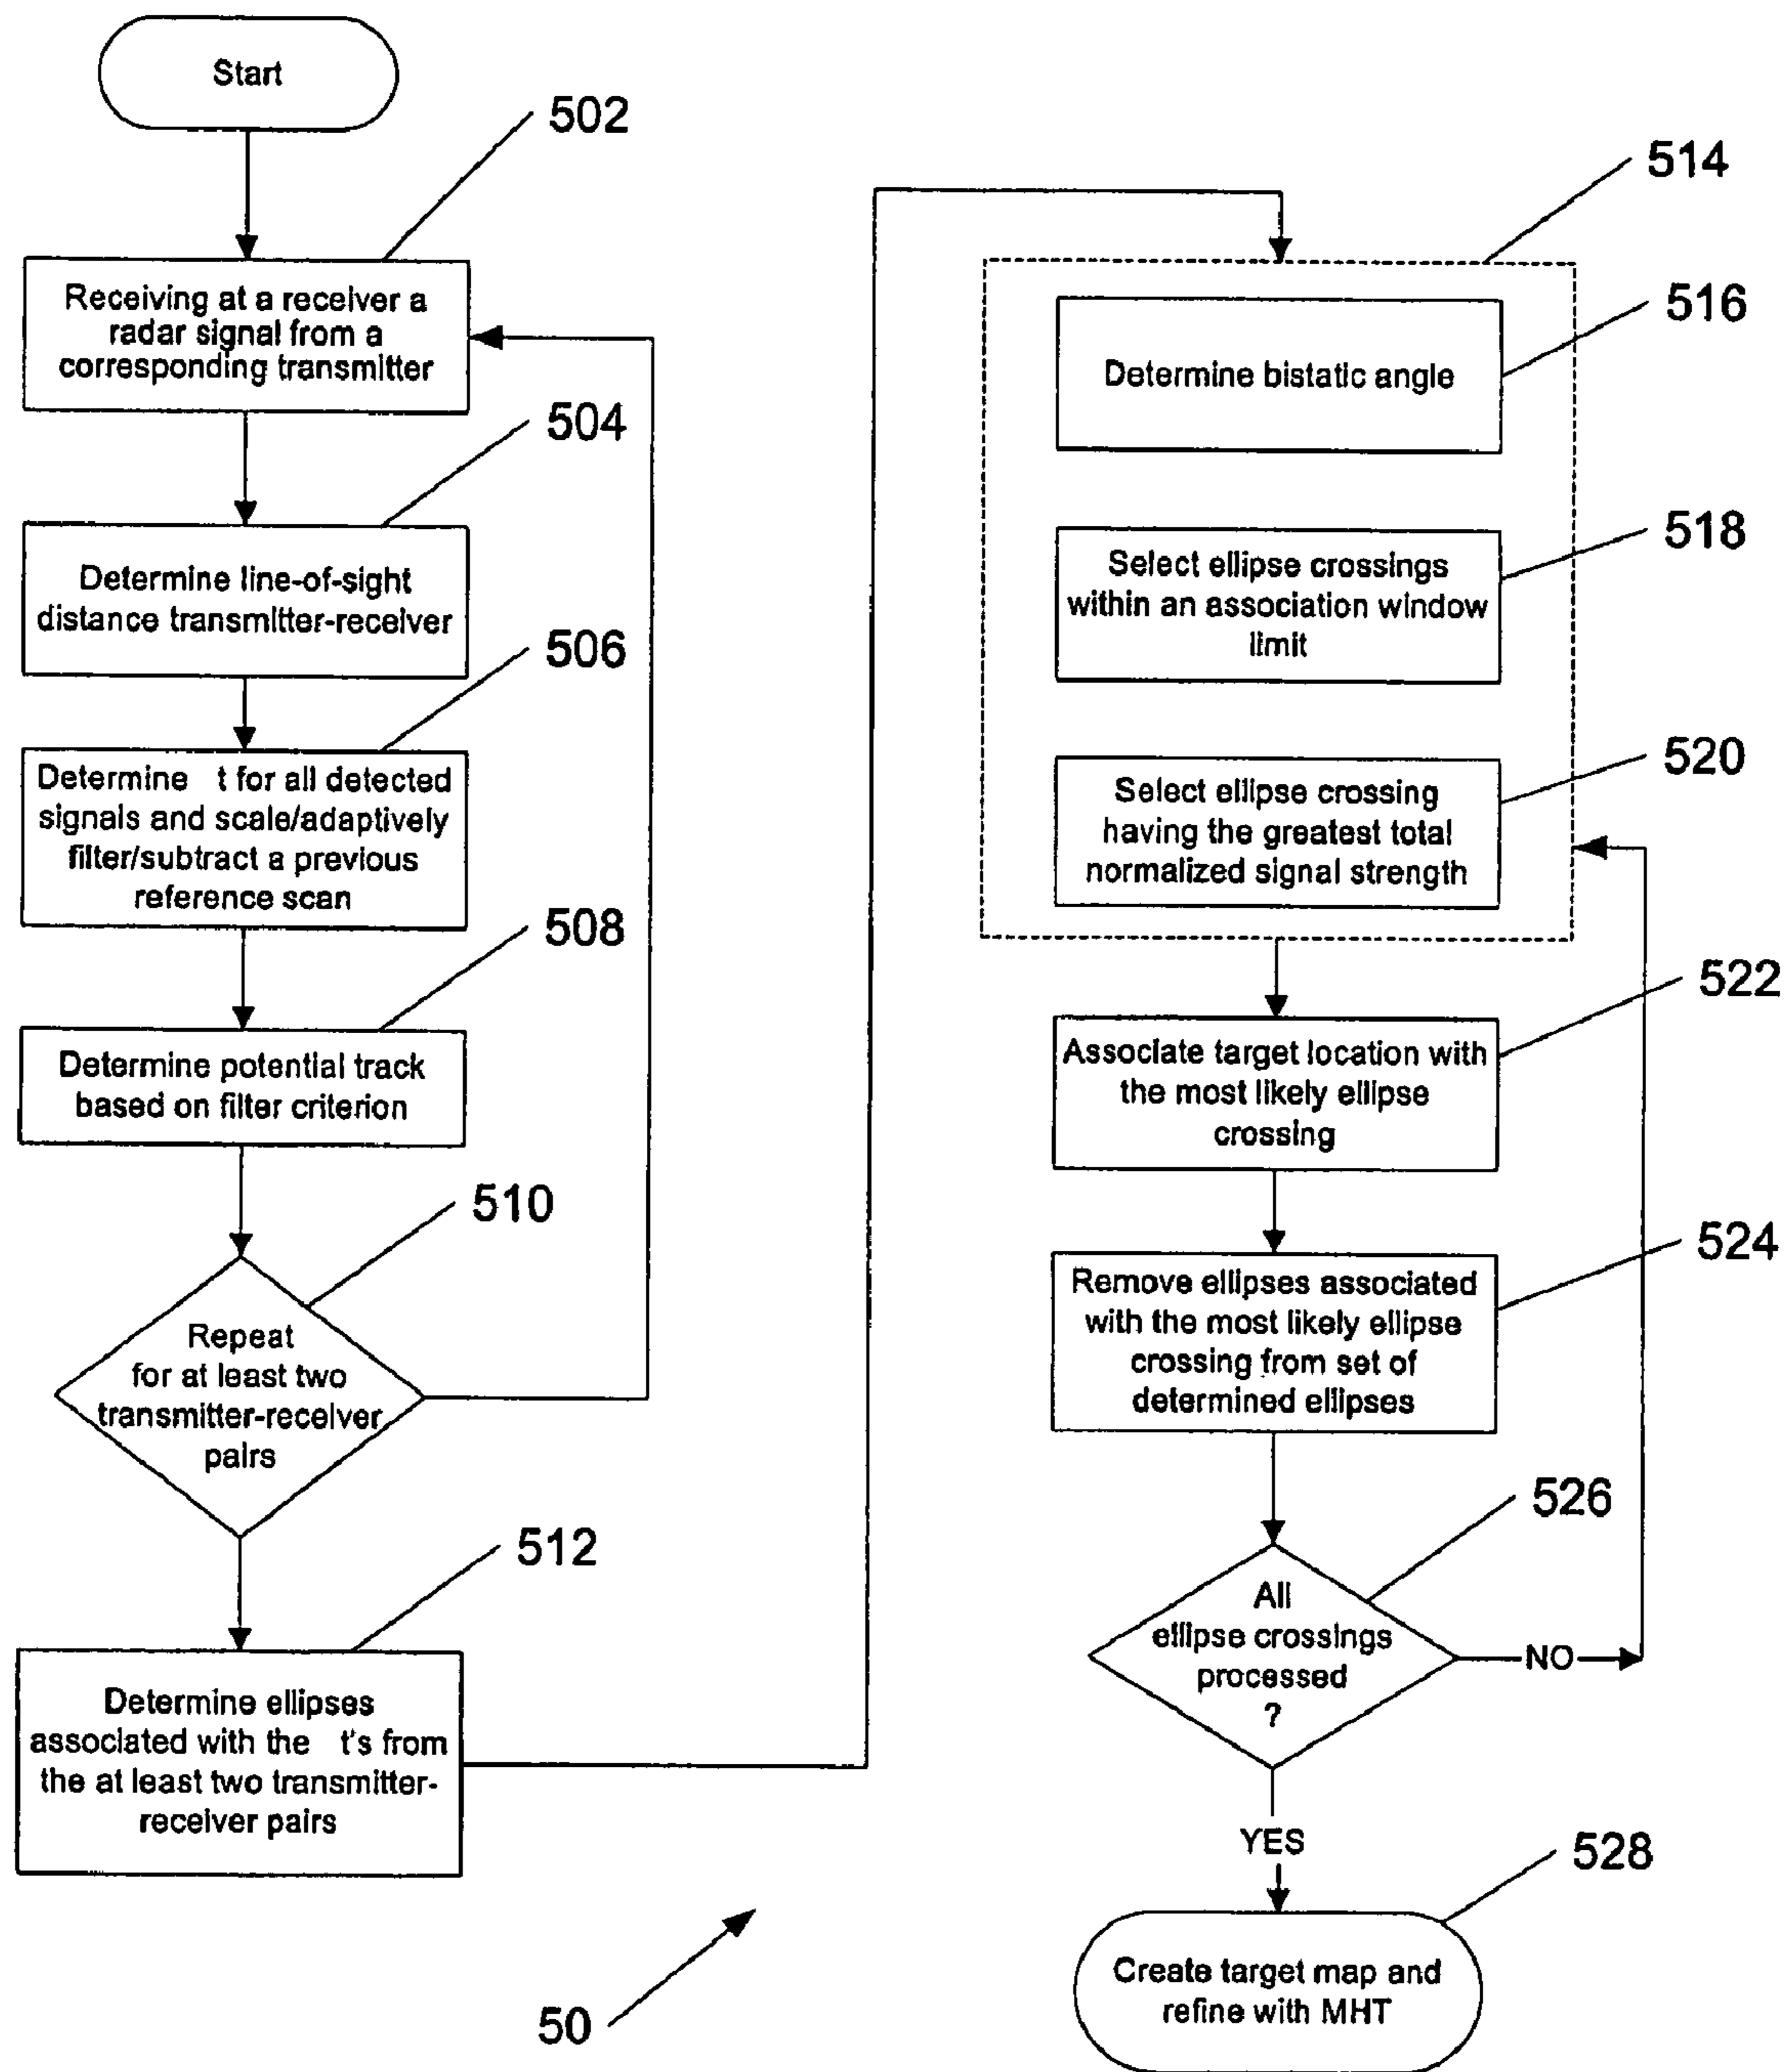 Start
502
Receiving at a receiver a
radar signal from a
corresponding transmitter
504
Determine line-of-sight
distance transmitter-receiver
506
Determine t for all detected
signals and scale/adaptively
filter/subtract a previous
reference scan
508
Determine potential track
based on filter criterion
510
Repeat
for at least two
transmitter-receiver
pairs
512
Determine ellipses
associated with the t's from
the at least two transmitter-
receiver pairs
514
516
Determine bistatic angle
518
Select ellipse crossings
within an association window
limit
520
Select ellipse crossing
having the greatest total
normalized signal strength
522
Associate target location with
the most likely ellipse
crossing
524
Remove ellipses associated
with the most likely ellipse
crossing from set of
determined ellipses
526
All
ellipse crossings
processed
?
NO
YES
528
Create target map and
refine with MHT
50